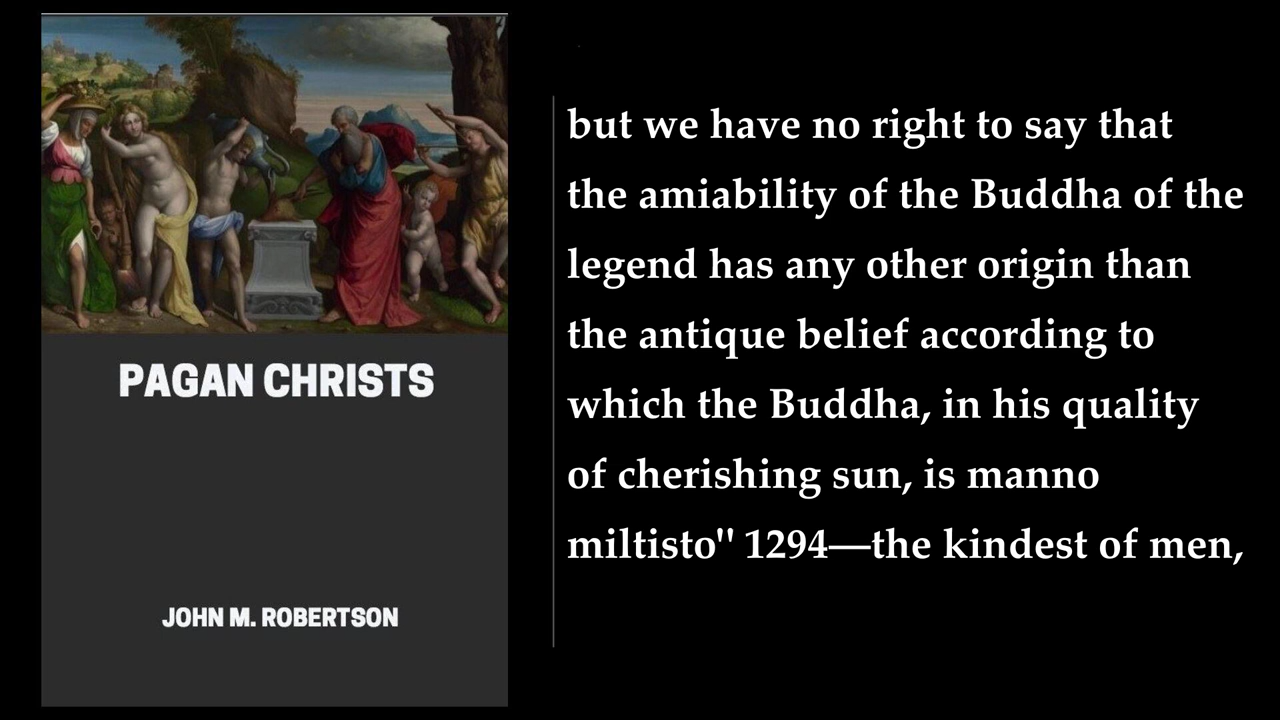 PAGAN CHRISTS
JOHN M. ROBERTSON
but we have no right to say that
the amiability of the Buddha of the
legend has any other origin than
the antique belief according to
which the Buddha, in his quality
of cherishing sun, is manno
miltisto" 1294—the kindest of men,